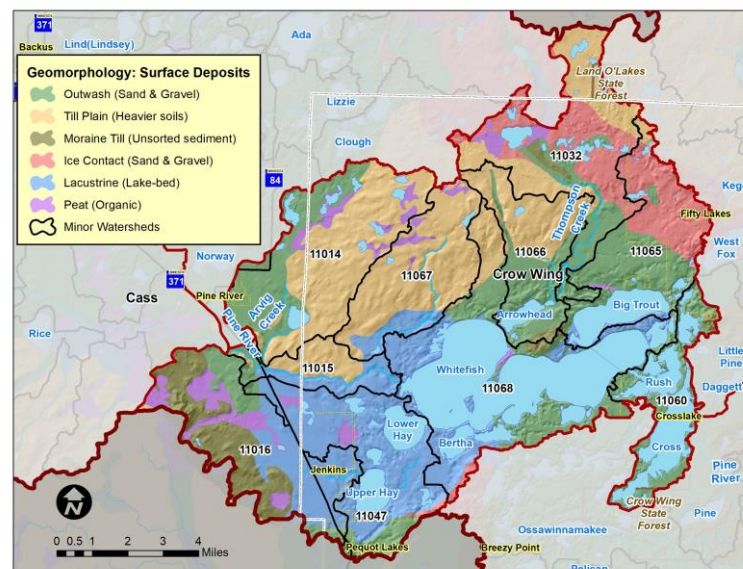 371
Backus
Lind(Lindsey)
Ada
Geomorphology: Surface Deposits
Outwash (Sand & Gravel)
Till Plain (Heavier soils)
Moraine Till (Unsorted sediment)
Ice Contact (Sand & Gravel)
Lacustrine (Lake-bed)
Peat (Organic)
Minor Watersheds
Land O'Lakes
State
Forest
Lizzie
Clough
84
11032
Thompson
Creek
Fifty Lakes
West
Fox
Norway
11014
11067
11066
11065
Crow Wing
371
Cass
Pine River
Arvig
Creek
Pine River
Rice
Arrowhead
Big Trout
11015
Whitefish
11068
Little
Pine
Daggett
Rush
11060
Crosslake
Lower
Hay
Bertha
Cross
11016
Jenkins
Upper Hay
11047
Pine
River
Crow Wing
State
Forest
Pine
Ossawinnamakee
Pequot Lakes
Breezy Point
Pelican
N
0 0.5 1 2 3 4
Miles